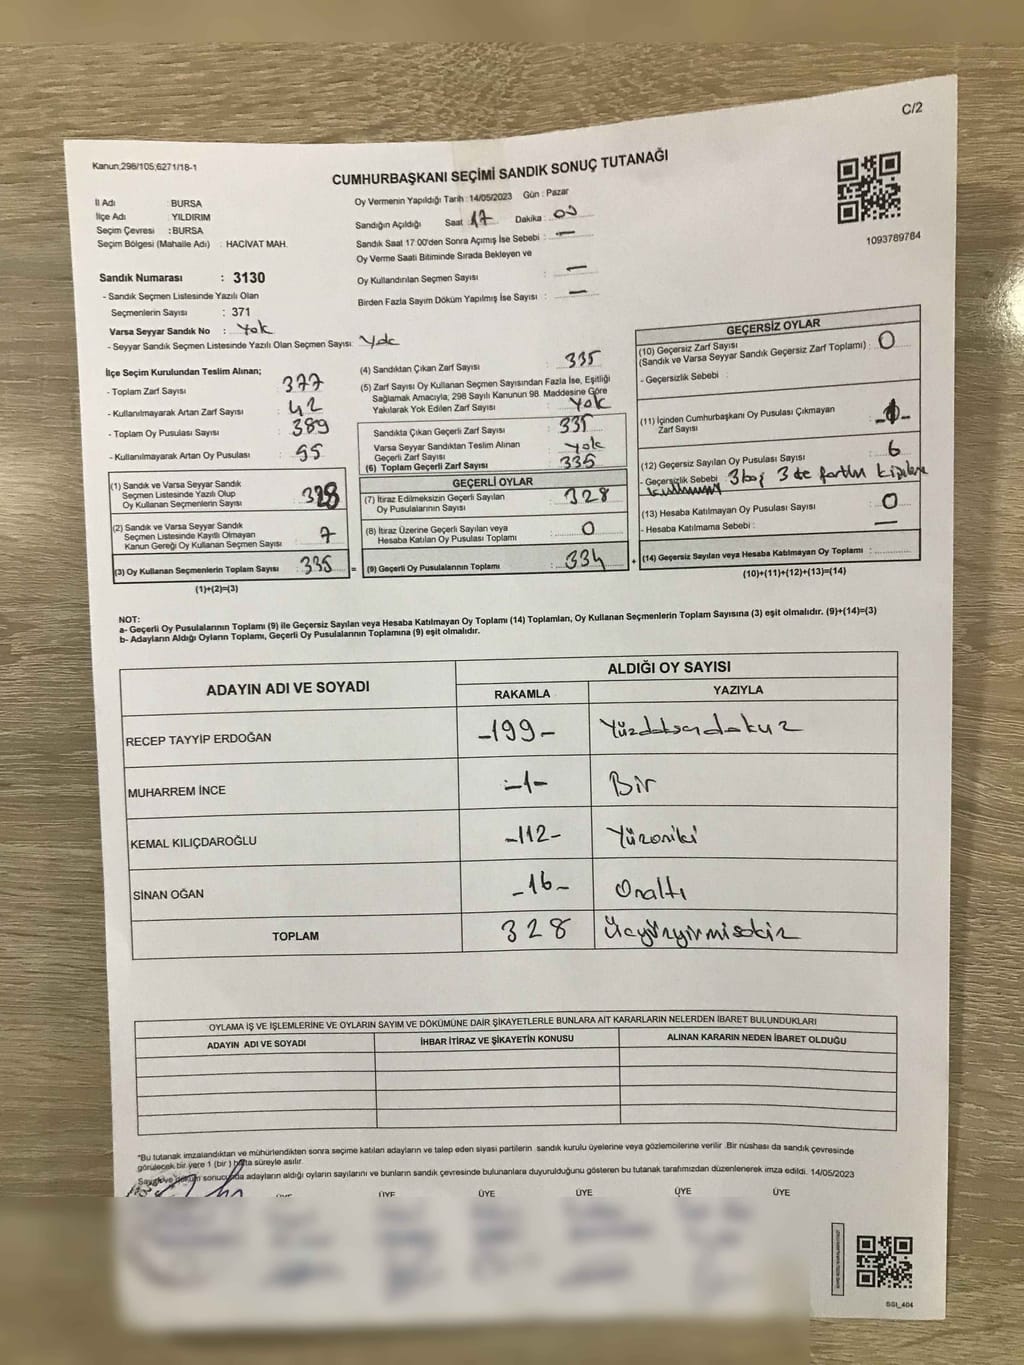 C/2
Kanun;298/105;6271/18-1
CUMHURBAŞKANI SEÇİMİ SANDIK SONUÇ TUTANAĞI
1093789784
İl Adı : BURSA
İlçe Adı : YILDIRIM
Seçim Çevresi : BURSA
Seçim Bölgesi (Mahalle Adı) : HACİVAT MAH.
Oy Vermenin Yapıldığı Tarih : 14/05/2023 Gün : Pazar
Sandığın Açıldığı Saat 17 Dakika :
Sandık Saat 17:00'den Sonra Açımış İse Sebebi : —
Oy Verme Saati Bitiminde Sırada Bekleyen ve
Oy Kullandırılan Seçmen Sayısı : —
Birden Fazla Sayım Döküm Yapılmış İse Sayısı : —
Sandık Numarası : 3130
- Sandık Seçmen Listesinde Yazılı Olan
Seçmenlerin Sayısı : 371
Varsa Seyyar Sandık No : Yok
- Seyyar Sandık Seçmen Listesinde Yazılı Olan Seçmen Sayısı: Yok
İlçe Seçim Kurulundan Teslim Alınan;
- Toplam Zarf Sayısı : 377
- Kullanılmayarak Artan Zarf Sayısı : 42
- Toplam Oy Pusulası Sayısı : 389
- Kullanılmayarak Artan Oy Pusulası : 55
(1) Sandık ve Varsa Seyyar Sandık
Seçmen Listesinde Yazılı Olup
Oy Kullanan Seçmenlerin Sayısı : 328
(2) Sandık ve Varsa Seyyar Sandık
Seçmen Listesinde Kayıtlı Olmayan
Kanun Gereği Oy Kullanan Seçmen Sayısı : 7
(3) Oy Kullanan Seçmenlerin Toplam Sayısı : 335
(1)+(2)=(3)
(4) Sandıktan Çıkan Zarf Sayısı : 335
(5) Zarf Sayısı Oy Kullanan Seçmen Sayısından Fazla İse, Eşitliği
Sağlamak Amacıyla; 298 Sayılı Kanunun 98. Maddesine Göre
Yakılarak Yok Edilen Zarf Sayısı : Yok
Sandıkta Çıkan Geçerli Zarf Sayısı : 335
Varsa Seyyar Sandıktan Teslim Alınan
Geçerli Zarf Sayısı : Yok
(6) Toplam Geçerli Zarf Sayısı : 335
GEÇERLİ OYLAR
(7) İtiraz Edilmeksizin Geçerli Sayılan
Oy Pusulalarının Sayısı : 328
(8) İtiraz Üzerine Geçerli Sayılan veya
Hesaba Katılan Oy Pusulası Toplamı : 0
= (9) Geçerli Oy Pusulalarının Toplamı : 334 +
GEÇERSİZ OYLAR
(10) Geçersiz Zarf Sayısı
(Sandık ve Varsa Seyyar Sandık Geçersiz Zarf Toplamı) : 0
- Geçersizlik Sebebi :
(11) İçinden Cumhurbaşkanı Oy Pusulası Çıkmayan
Zarf Sayısı : -1-
(12) Geçersiz Sayılan Oy Pusulası Sayısı : 6
- Geçersizlik Sebebi : 3 boş 3 de
(13) Hesaba Katılmayan Oy Pusulası Sayısı : 0
- Hesaba Katılmama Sebebi : —
(14) Geçersiz Sayılan veya Hesaba Katılmayan Oy Toplamı :
(10)+(11)+(12)+(13)=(14)
NOT:
a- Geçerli Oy Pusulalarının Toplamı (9) ile Geçersiz Sayılan veya Hesaba Katılmayan Oy Toplamı (14) Toplamları, Oy Kullanan Seçmenlerin Toplam Sayısına (3) eşit olmalıdır. (9)+(14)=(3)
b- Adayların Aldığı Oyların Toplamı, Geçerli Oy Pusulalarının Toplamına (9) eşit olmalıdır.
ADAYIN ADI VE SOYADI ALDIĞI OY SAYISI
RAKAMLA YAZIYLA
RECEP TAYYİP ERDOĞAN -199- Yüzdoksandokuz
MUHARREM İNCE -1- Bir
KEMAL KILIÇDAROĞLU -112- Yüzoniki
SİNAN OĞAN -16- Onaltı
TOPLAM 328 Üçyüzyirmisekiz
OYLAMA İŞ VE İŞLEMLERİNE VE OYLARIN SAYIM VE DÖKÜMÜNE DAİR ŞİKAYETLERLE BUNLARA AİT KARARLARIN NELERDEN İBARET BULUNDUKLARI
ADAYIN ADI VE SOYADI İHBAR İTİRAZ VE ŞİKAYETİN KONUSU ALINAN KARARIN NEDEN İBARET OLDUĞU
*Bu tutanak imzalandıktan ve mühürlendikten sonra seçime katılan adayların ve talep eden siyasi partilerin sandık kurulu üyelerine veya gözlemcilerine verilir .Bir nüshası da sandık çevresinde
görülecek bir yere 1 (bir ) hafta süreyle asılır.
Sayım ve döküm sonucunda adayların aldığı oyların sayılarını ve bunların sandık çevresinde bulunanlara duyurulduğunu gösteren bu tutanak tarafımızdan düzenlenerek imza edildi. 14/05/2023
ÜYE ÜYE ÜYE ÜYE ÜYE ÜYE
SGI_404